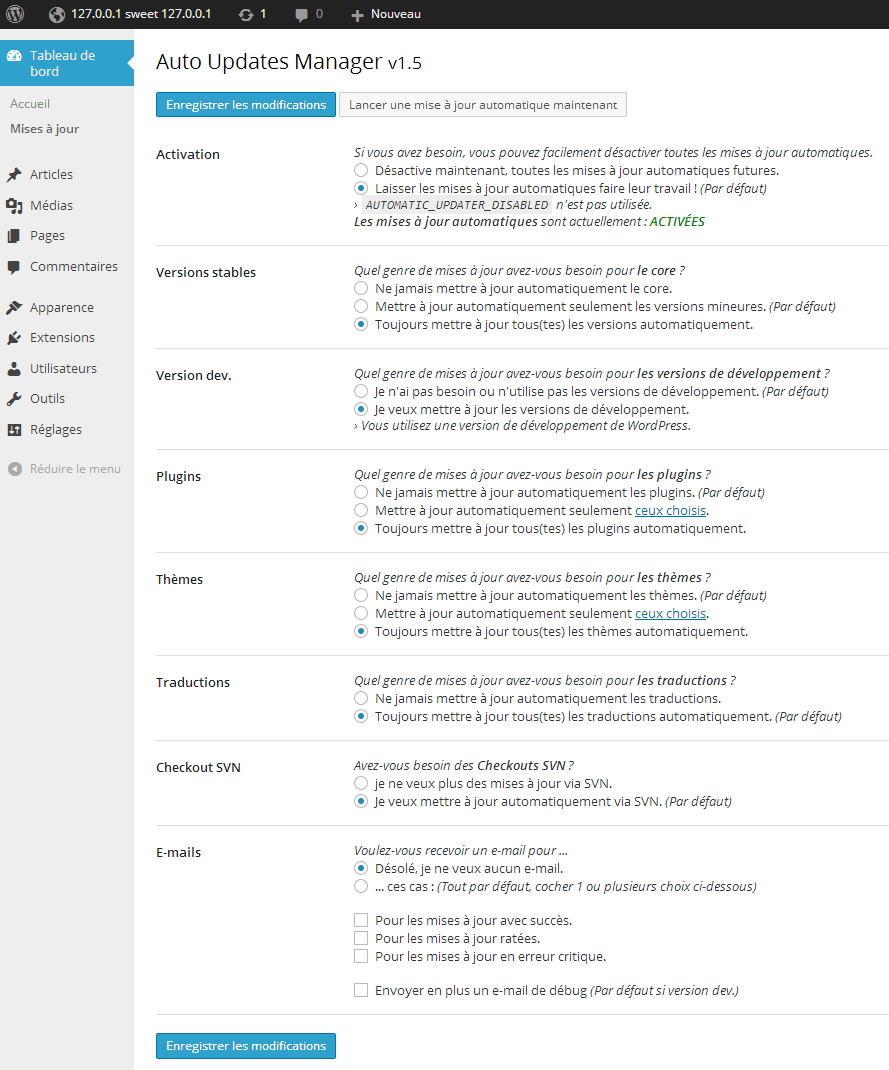 127.0.0.1 sweet 127.0.0.1
1
0
Nouveau
Tableau de
bord
Accueil
Mises à jour
Articles
Médias
Pages
Commentaires
Apparence
Extensions
Utilisateurs
Outils
Réglages
Réduire le menu
Auto Updates Manager v1.5
Enregistrer les modifications
Lancer une mise à jour automatique maintenant
Activation
Si vous avez besoin, vous pouvez facilement désactiver toutes les mises à jour automatiques.
Désactive maintenant, toutes les mises à jour automatiques futures.
Laisser les mises à jour automatiques faire leur travail ! (Par défaut)
› AUTOMATIC_UPDATER_DISABLED n'est pas utilisée.
Les mises à jour automatiques sont actuellement : ACTIVÉES
Versions stables
Quel genre de mises à jour avez-vous besoin pour le core ?
Ne jamais mettre à jour automatiquement le core.
Mettre à jour automatiquement seulement les versions mineures. (Par défaut)
Toujours mettre à jour tous(tes) les versions automatiquement.
Version dev.
Quel genre de mises à jour avez-vous besoin pour les versions de développement ?
Je n'ai pas besoin ou n'utilise pas les versions de développement. (Par défaut)
Je veux mettre à jour les versions de développement.
› Vous utilisez une version de développement de WordPress.
Plugins
Quel genre de mises à jour avez-vous besoin pour les plugins ?
Ne jamais mettre à jour automatiquement les plugins. (Par défaut)
Mettre à jour automatiquement seulement ceux choisis.
Toujours mettre à jour tous(tes) les plugins automatiquement.
Thèmes
Quel genre de mises à jour avez-vous besoin pour les thèmes ?
Ne jamais mettre à jour automatiquement les thèmes. (Par défaut)
Mettre à jour automatiquement seulement ceux choisis.
Toujours mettre à jour tous(tes) les thèmes automatiquement.
Traductions
Quel genre de mises à jour avez-vous besoin pour les traductions ?
Ne jamais mettre à jour automatiquement les traductions.
Toujours mettre à jour tous(tes) les traductions automatiquement. (Par défaut)
Checkout SVN
Avez-vous besoin des Checkouts SVN ?
je ne veux plus des mises à jour via SVN.
Je veux mettre à jour automatiquement via SVN. (Par défaut)
E-mails
Voulez-vous recevoir un e-mail pour ...
Désolé, je ne veux aucun e-mail.
... ces cas : (Tout par défaut, cocher 1 ou plusieurs choix ci-dessous)
Pour les mises à jour avec succès.
Pour les mises à jour ratées.
Pour les mises à jour en erreur critique.
Envoyer en plus un e-mail de débug (Par défaut si version dev.)
Enregistrer les modifications